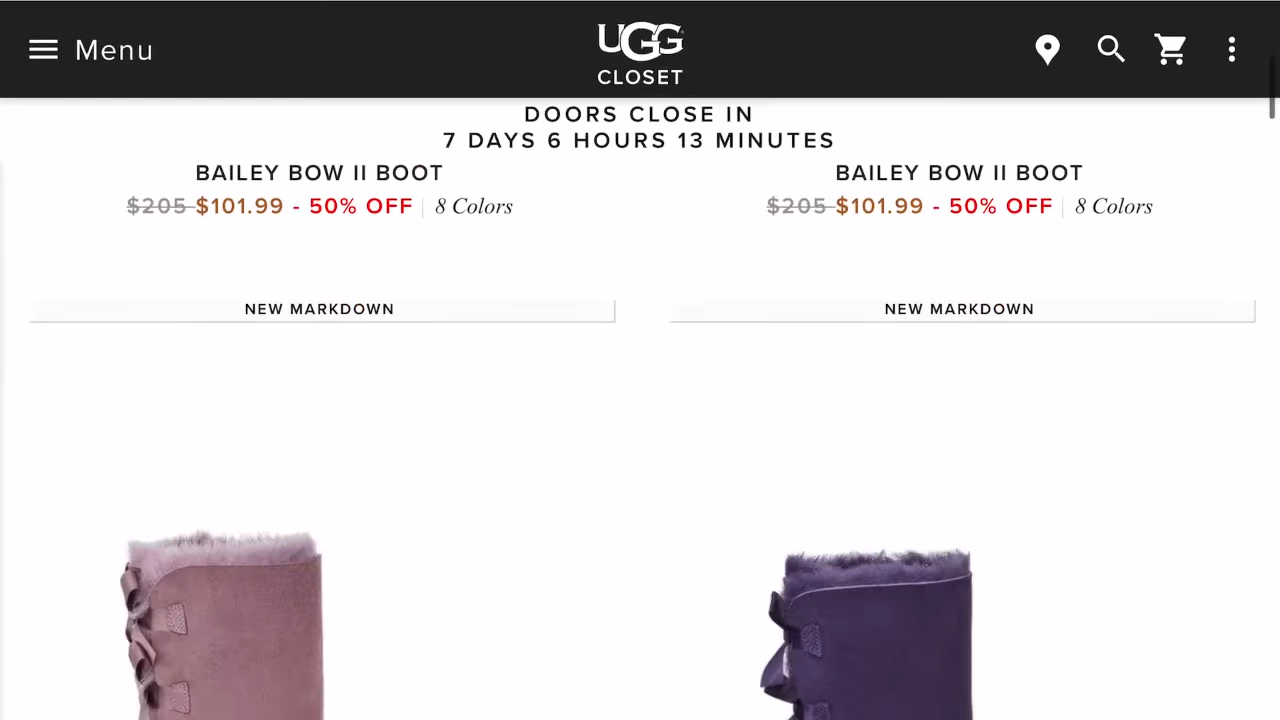 Menu
UGG
CLOSET
DOORS CLOSE IN
7 DAYS 6 HOURS 13 MINUTES
BAILEY BOW II BOOT
$205 $101.99 - 50% OFF | 8 Colors
BAILEY BOW II BOOT
$205 $101.99 - 50% OFF | 8 Colors
NEW MARKDOWN
NEW MARKDOWN